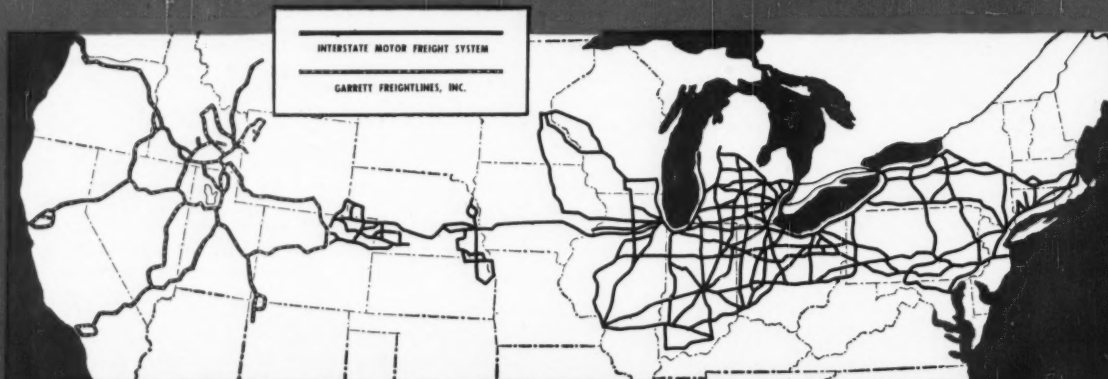 INTERSTATE MOTOR FREIGHT SYSTEM
GARRETT FREIGHTLINES, INC.